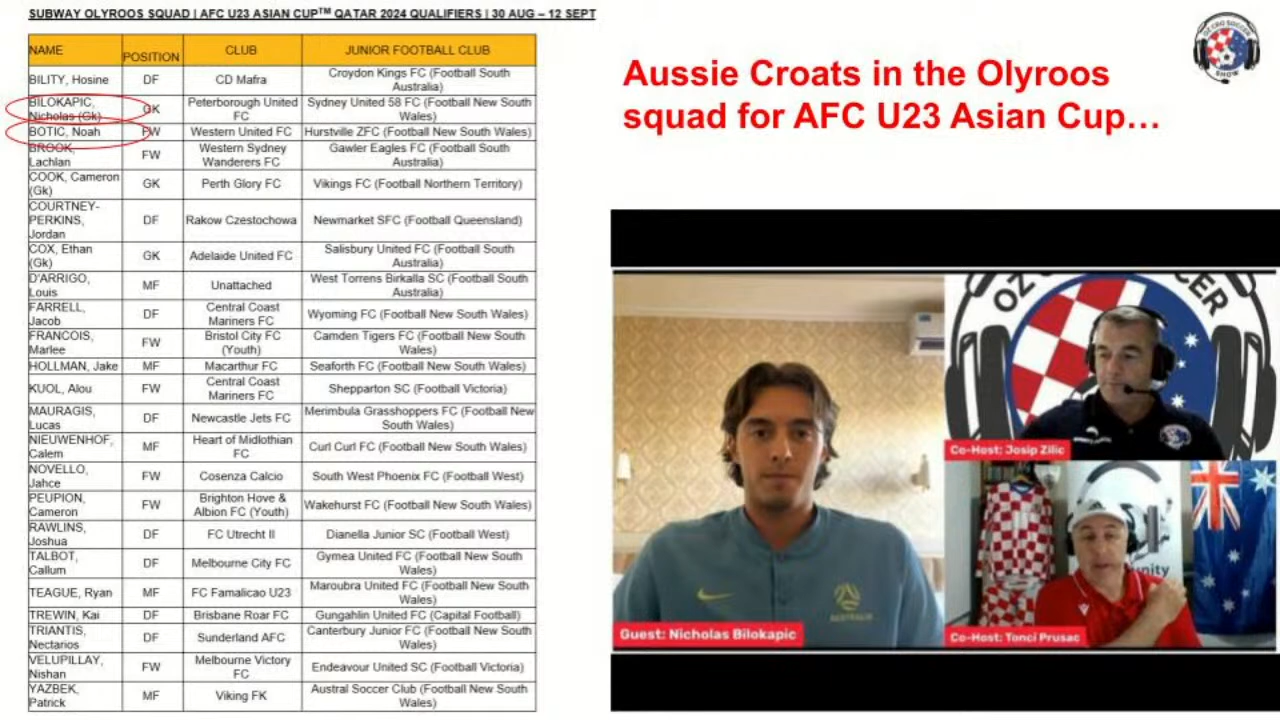 SUBWAY OLYROOS SQUAD | AFC U23 ASIAN CUP™ QATAR 2024 QUALIFIERS | 30 AUG – 12 SEPT
NAME POSITION CLUB JUNIOR FOOTBALL CLUB
BILITY, Hosine DF CD Mafra Croydon Kings FC (Football South Australia)
BILOKAPIC, Nicholas (Gk) GK Peterborough United FC Sydney United 58 FC (Football New South Wales)
BOTIC, Noah FW Western United FC Hurstville ZFC (Football New South Wales)
BROOK, Lachlan FW Western Sydney Wanderers FC Gawler Eagles FC (Football South Australia)
COOK, Cameron (Gk) GK Perth Glory FC Vikings FC (Football Northern Territory)
COURTNEY-PERKINS, Jordan DF Rakow Czestochowa Newmarket SFC (Football Queensland)
COX, Ethan (Gk) GK Adelaide United FC Salisbury United FC (Football South Australia)
D'ARRIGO, Louis MF Unattached West Torrens Birkalla SC (Football South Australia)
FARRELL, Jacob DF Central Coast Mariners FC Wyoming FC (Football New South Wales)
FRANCOIS, Marlee FW Bristol City FC (Youth) Camden Tigers FC (Football New South Wales)
HOLLMAN, Jake MF Macarthur FC Seaforth FC (Football New South Wales)
KUOL, Alou FW Central Coast Mariners FC Shepparton SC (Football Victoria)
MAURAGIS, Lucas DF Newcastle Jets FC Merimbula Grasshoppers FC (Football New South Wales)
NIEUWENHOF, Calem MF Heart of Midlothian FC Curl Curl FC (Football New South Wales)
NOVELLO, Jahce FW Cosenza Calcio South West Phoenix FC (Football West)
PEUPION, Cameron FW Brighton Hove & Albion FC (Youth) Wakehurst FC (Football New South Wales)
RAWLINS, Joshua DF FC Utrecht II Dianella Junior SC (Football West)
TALBOT, Callum DF Melbourne City FC Gymea United FC (Football New South Wales)
TEAGUE, Ryan MF FC Famalicao U23 Maroubra United FC (Football New South Wales)
TREWIN, Kai DF Brisbane Roar FC Gungahlin United FC (Capital Football)
TRIANTIS, Nectarios DF Sunderland AFC Canterbury Junior FC (Football New South Wales)
VELUPILLAY, Nishan FW Melbourne Victory FC Endeavour United SC (Football Victoria)
YAZBEK, Patrick MF Viking FK Austral Soccer Club (Football New South Wales)
Aussie Croats in the Olyroos
squad for AFC U23 Asian Cup…
OZ CRO SOCCER
SHOW
AUSTRALIA
Guest: Nicholas Bilokapic
OZ
CER
Co-Host: Josip Zilic
unity
Co-Host: Tonci Prusac